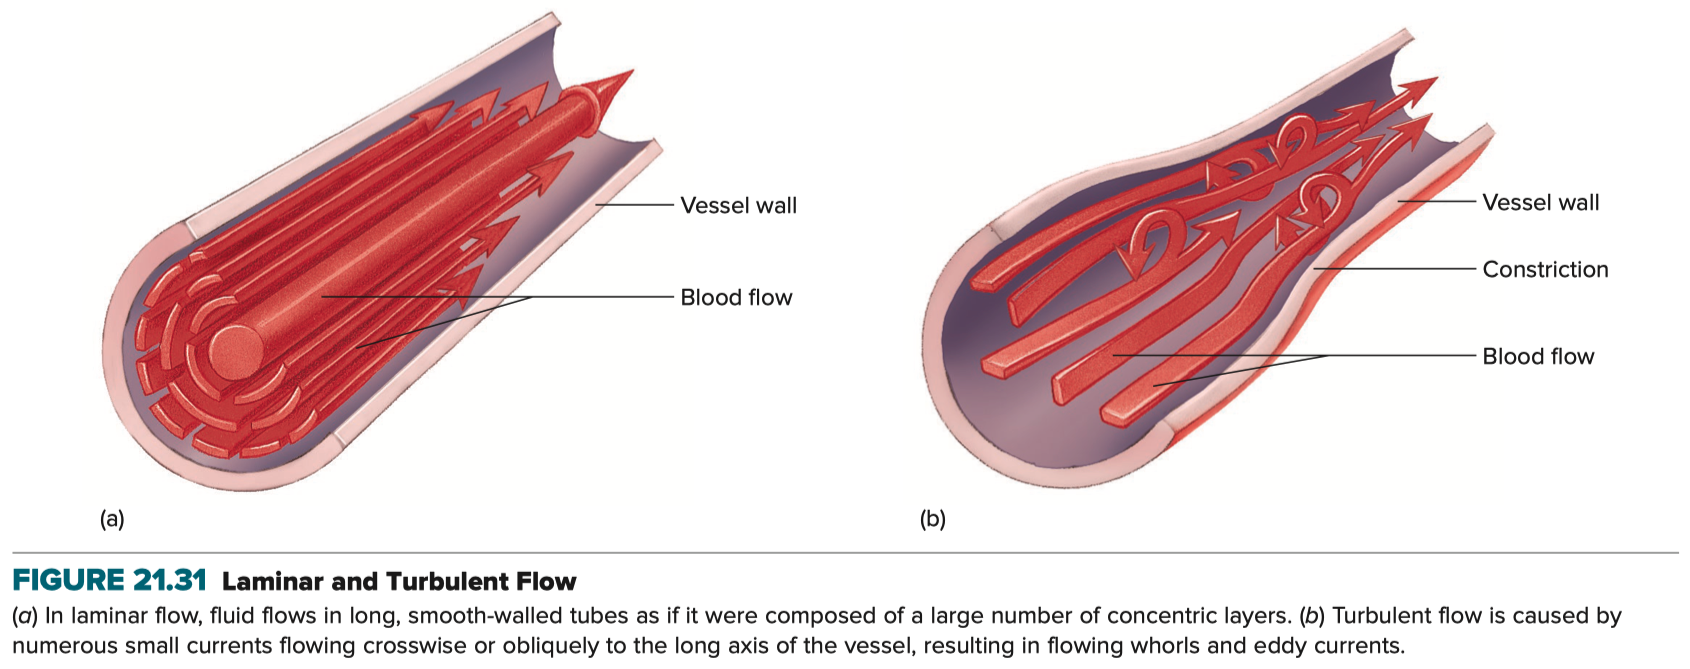 Vessel wall
Blood flow
(a)
Vessel wall
Constriction
Blood flow
(b)
FIGURE 21.31 Laminar and Turbulent Flow
(a) In laminar flow, fluid flows in long, smooth-walled tubes as if it were composed of a large number of concentric layers. (b) Turbulent flow is caused by
numerous small currents flowing crosswise or obliquely to the long axis of the vessel, resulting in flowing whorls and eddy currents.